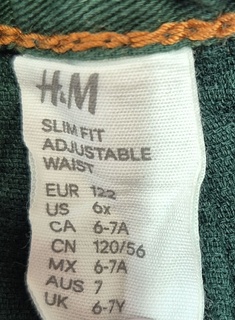 H&M
SLIM FIT
ADJUSTABLE
WAIST
EUR 122
US 6x
CA 6-7A
CN 120/56
MX 6-7A
AUS 7
UK 6-7Y